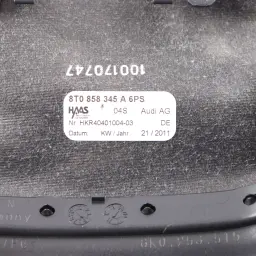 100170747
8T0 858 345 A 6PS
HAAS 04S Audi AG
Nr. HKR40401004-03 DE
Datum: KW / Jahr: 21 / 2011